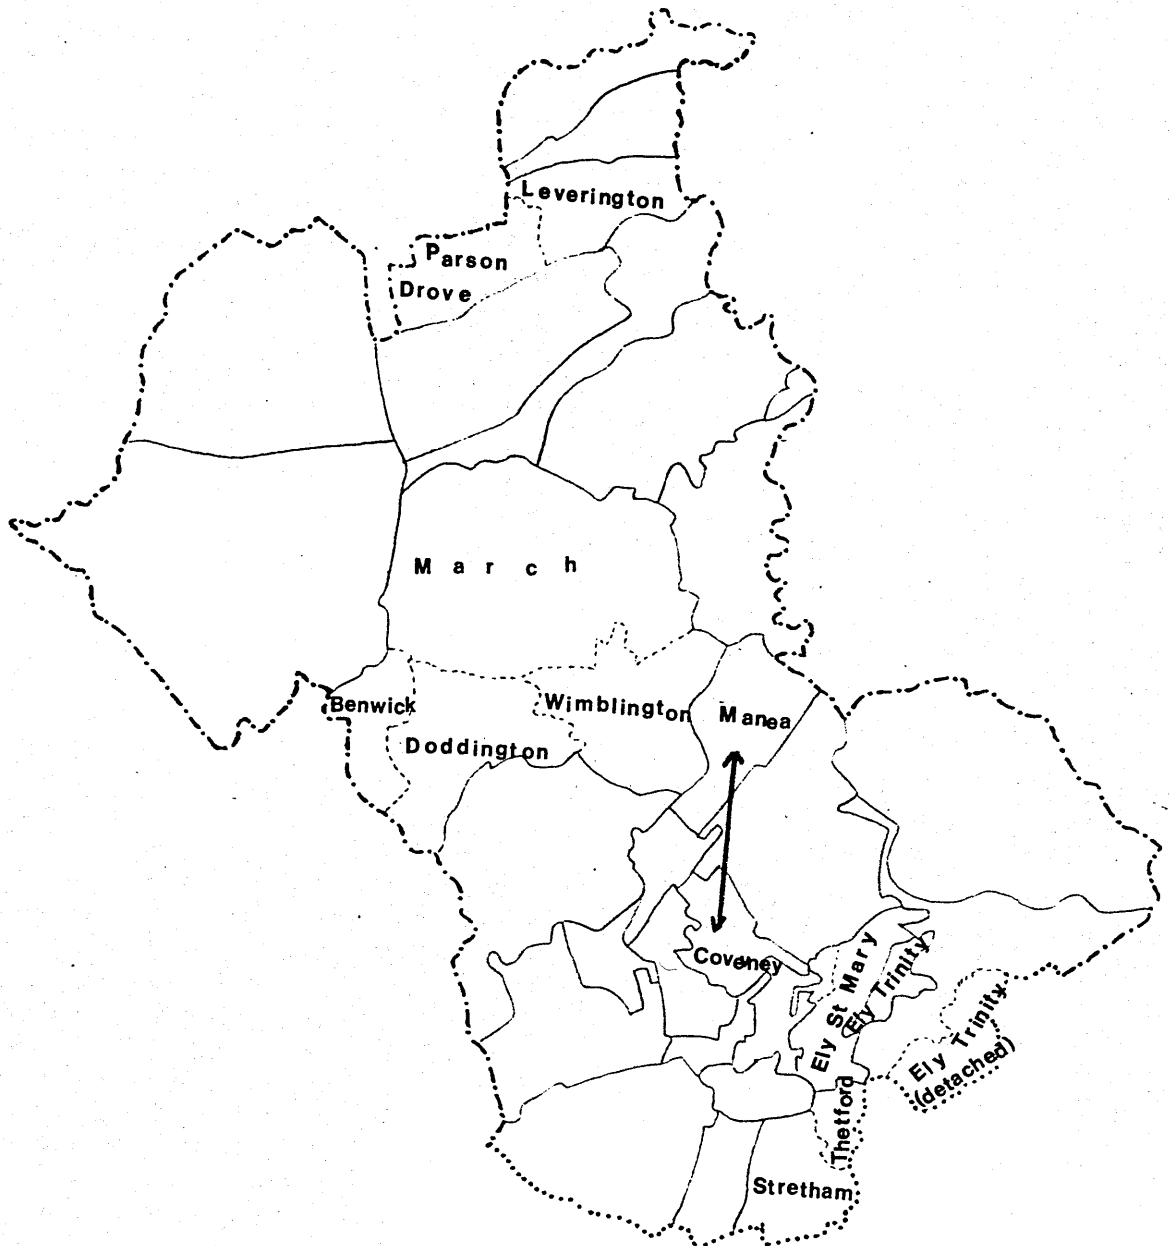 Leverington
Parson
Drove
March
Benwick
Wimblington
Manea
Doddington
Coveney
Ely St Mary
Ely Trinity
Ely Trinity
(detached)
Thetford
Stretham